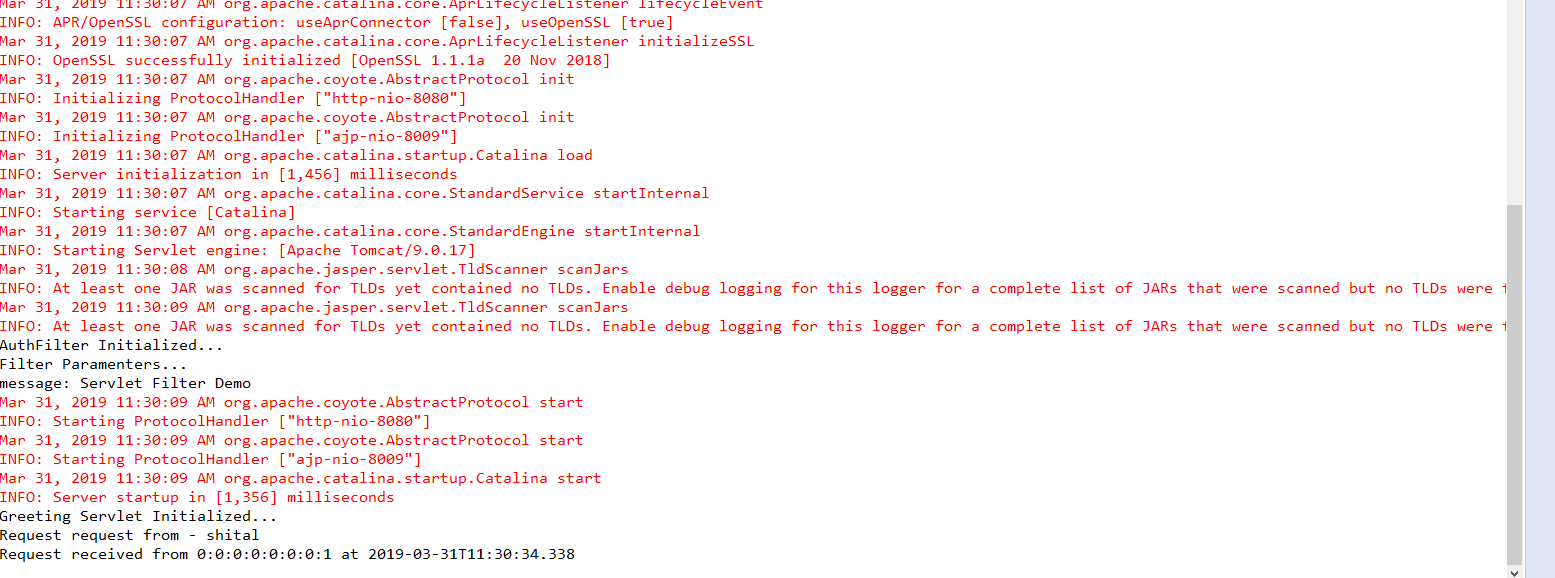 Mar 31, 2019 11:30:07 AM org.apache.catalina.core.AprLifecycleListener lifecycleEvent
INFO: APR/OpenSSL configuration: useAprConnector [false], useOpenSSL [true]
Mar 31, 2019 11:30:07 AM org.apache.catalina.core.AprLifecycleListener initializeSSL
INFO: OpenSSL successfully initialized [OpenSSL 1.1.1a  20 Nov 2018]
Mar 31, 2019 11:30:07 AM org.apache.coyote.AbstractProtocol init
INFO: Initializing ProtocolHandler ["http-nio-8080"]
Mar 31, 2019 11:30:07 AM org.apache.coyote.AbstractProtocol init
INFO: Initializing ProtocolHandler ["ajp-nio-8009"]
Mar 31, 2019 11:30:07 AM org.apache.catalina.startup.Catalina load
INFO: Server initialization in [1,456] milliseconds
Mar 31, 2019 11:30:07 AM org.apache.catalina.core.StandardService startInternal
INFO: Starting service [Catalina]
Mar 31, 2019 11:30:07 AM org.apache.catalina.core.StandardEngine startInternal
INFO: Starting Servlet engine: [Apache Tomcat/9.0.17]
Mar 31, 2019 11:30:08 AM org.apache.jasper.servlet.TldScanner scanJars
INFO: At least one JAR was scanned for TLDs yet contained no TLDs. Enable debug logging for this logger for a complete list of JARs that were scanned but no TLDs were
Mar 31, 2019 11:30:09 AM org.apache.jasper.servlet.TldScanner scanJars
INFO: At least one JAR was scanned for TLDs yet contained no TLDs. Enable debug logging for this logger for a complete list of JARs that were scanned but no TLDs were
AuthFilter Initialized...
Filter Paramenters...
message: Servlet Filter Demo
Mar 31, 2019 11:30:09 AM org.apache.coyote.AbstractProtocol start
INFO: Starting ProtocolHandler ["http-nio-8080"]
Mar 31, 2019 11:30:09 AM org.apache.coyote.AbstractProtocol start
INFO: Starting ProtocolHandler ["ajp-nio-8009"]
Mar 31, 2019 11:30:09 AM org.apache.catalina.startup.Catalina start
INFO: Server startup in [1,356] milliseconds
Greeting Servlet Initialized...
Request request from - shital
Request received from 0:0:0:0:0:0:0:1 at 2019-03-31T11:30:34.338